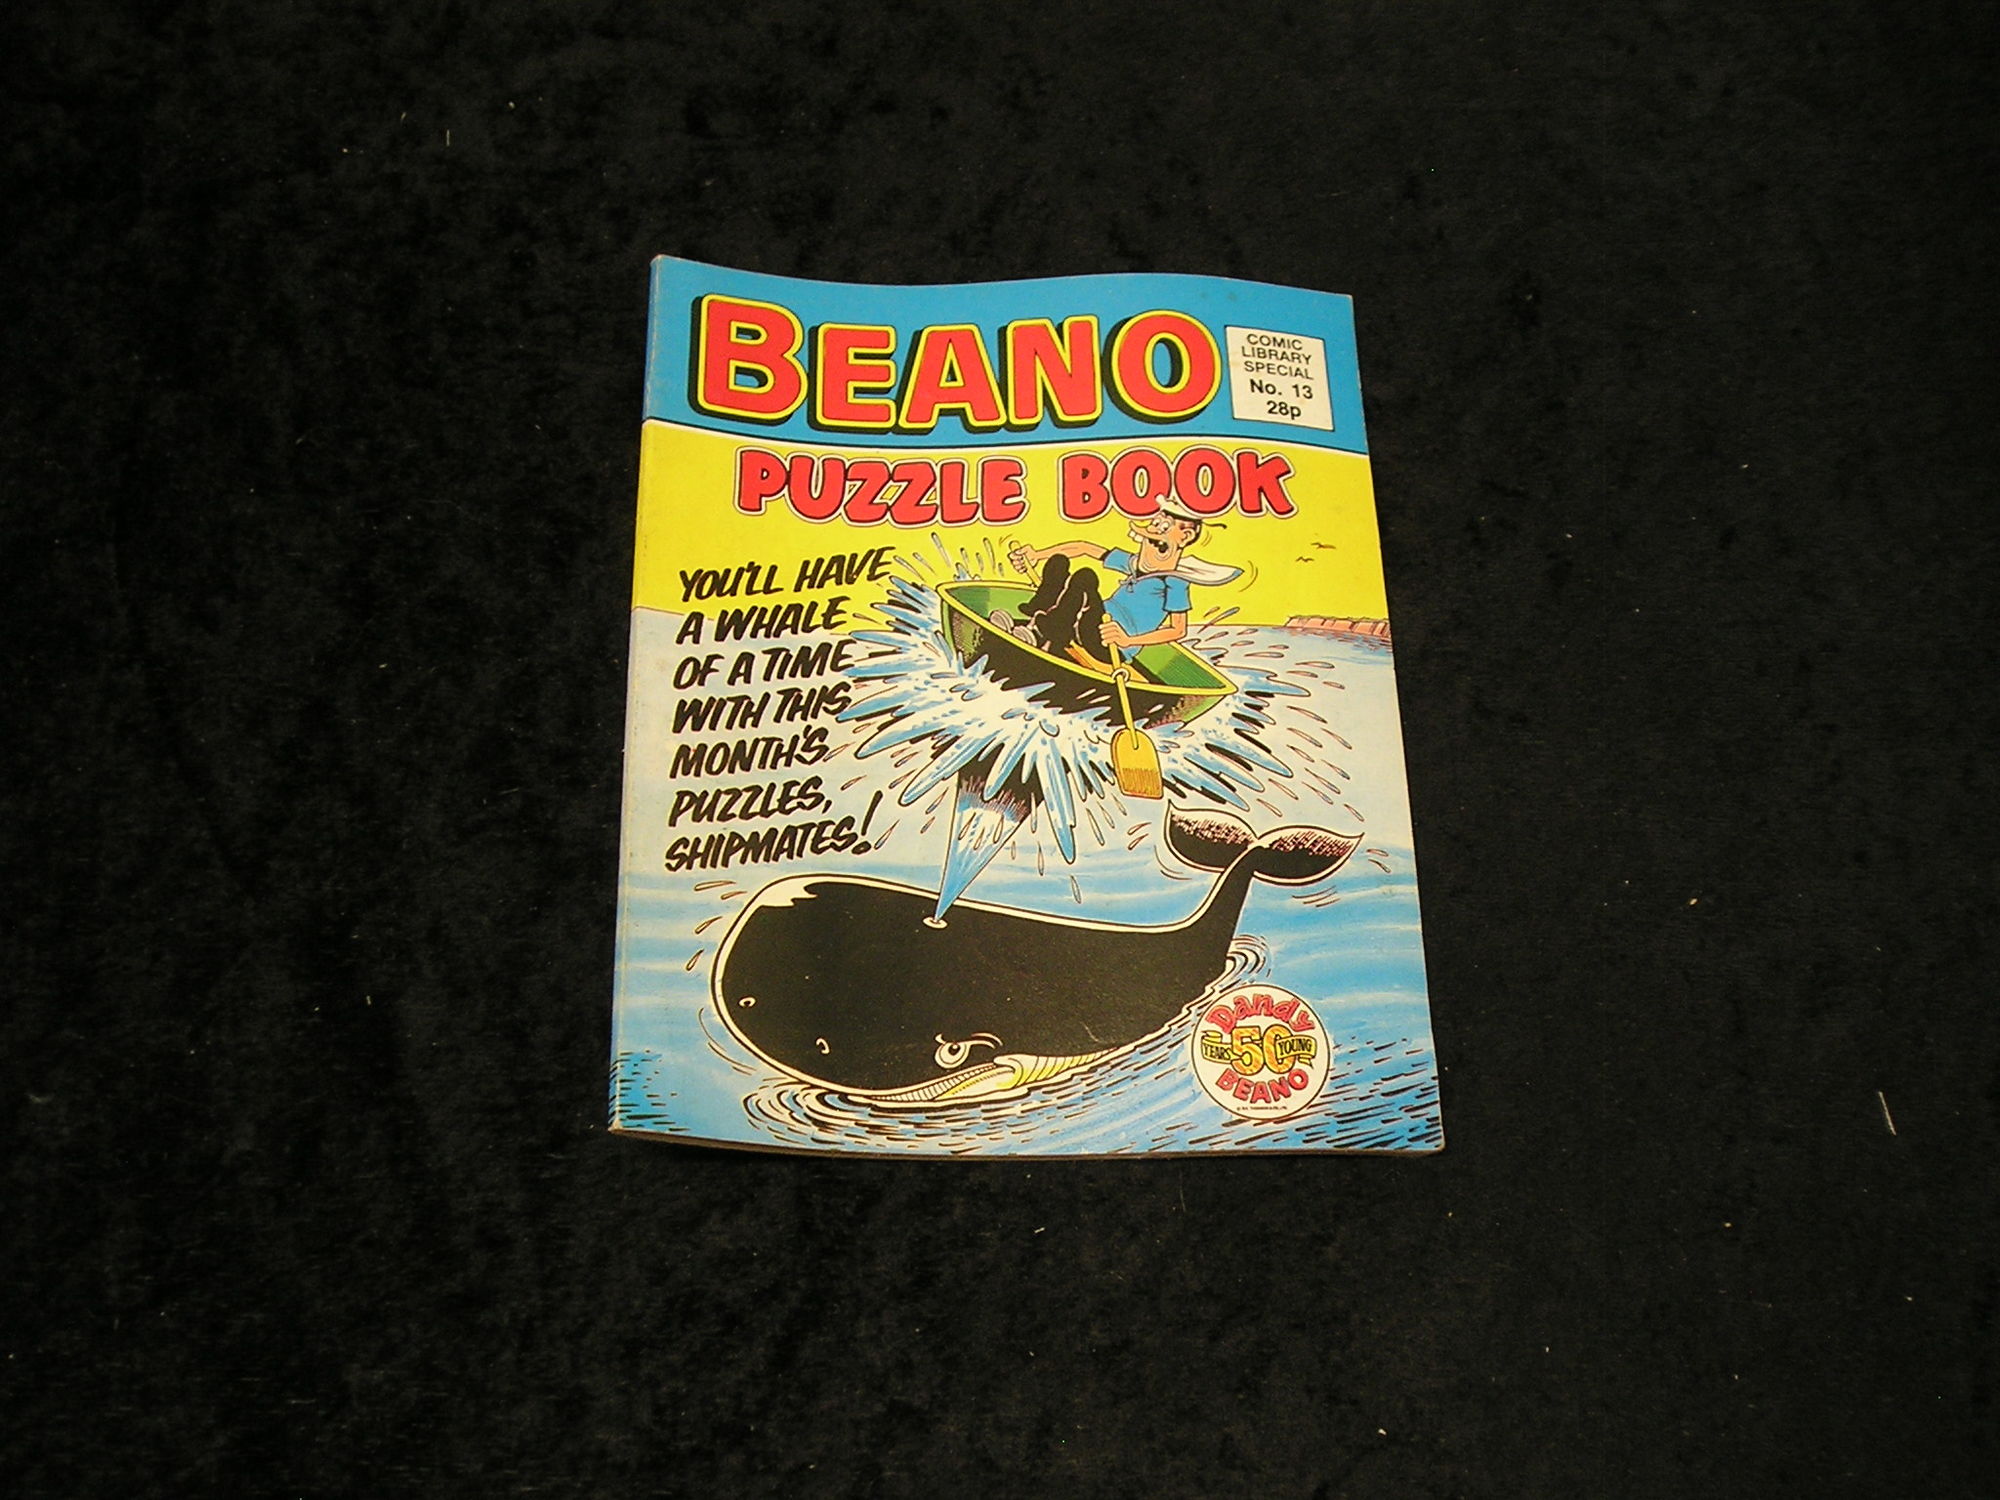 BEANO
COMIC
LIBRARY
SPECIAL
No. 13
28p
PUZZLE BOOK
YOU'LL HAVE
A WHALE
OF A TIME
WITH THIS
MONTH'S
PUZZLES,
SHIPMATES!
Dandy
YEARS 50 YOUNG
BEANO